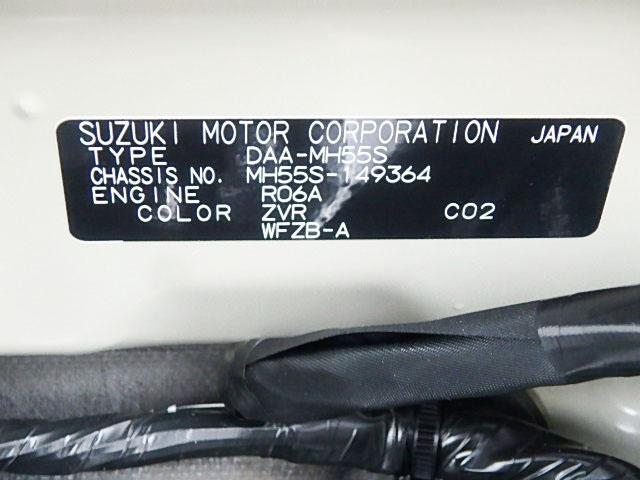 SUZUKI MOTOR CORPORATION JAPAN
TYPE DAA-MH55S
CHASSIS NO. MH55S-149364
ENGINE R06A
COLOR ZVR C02
WFZB-A